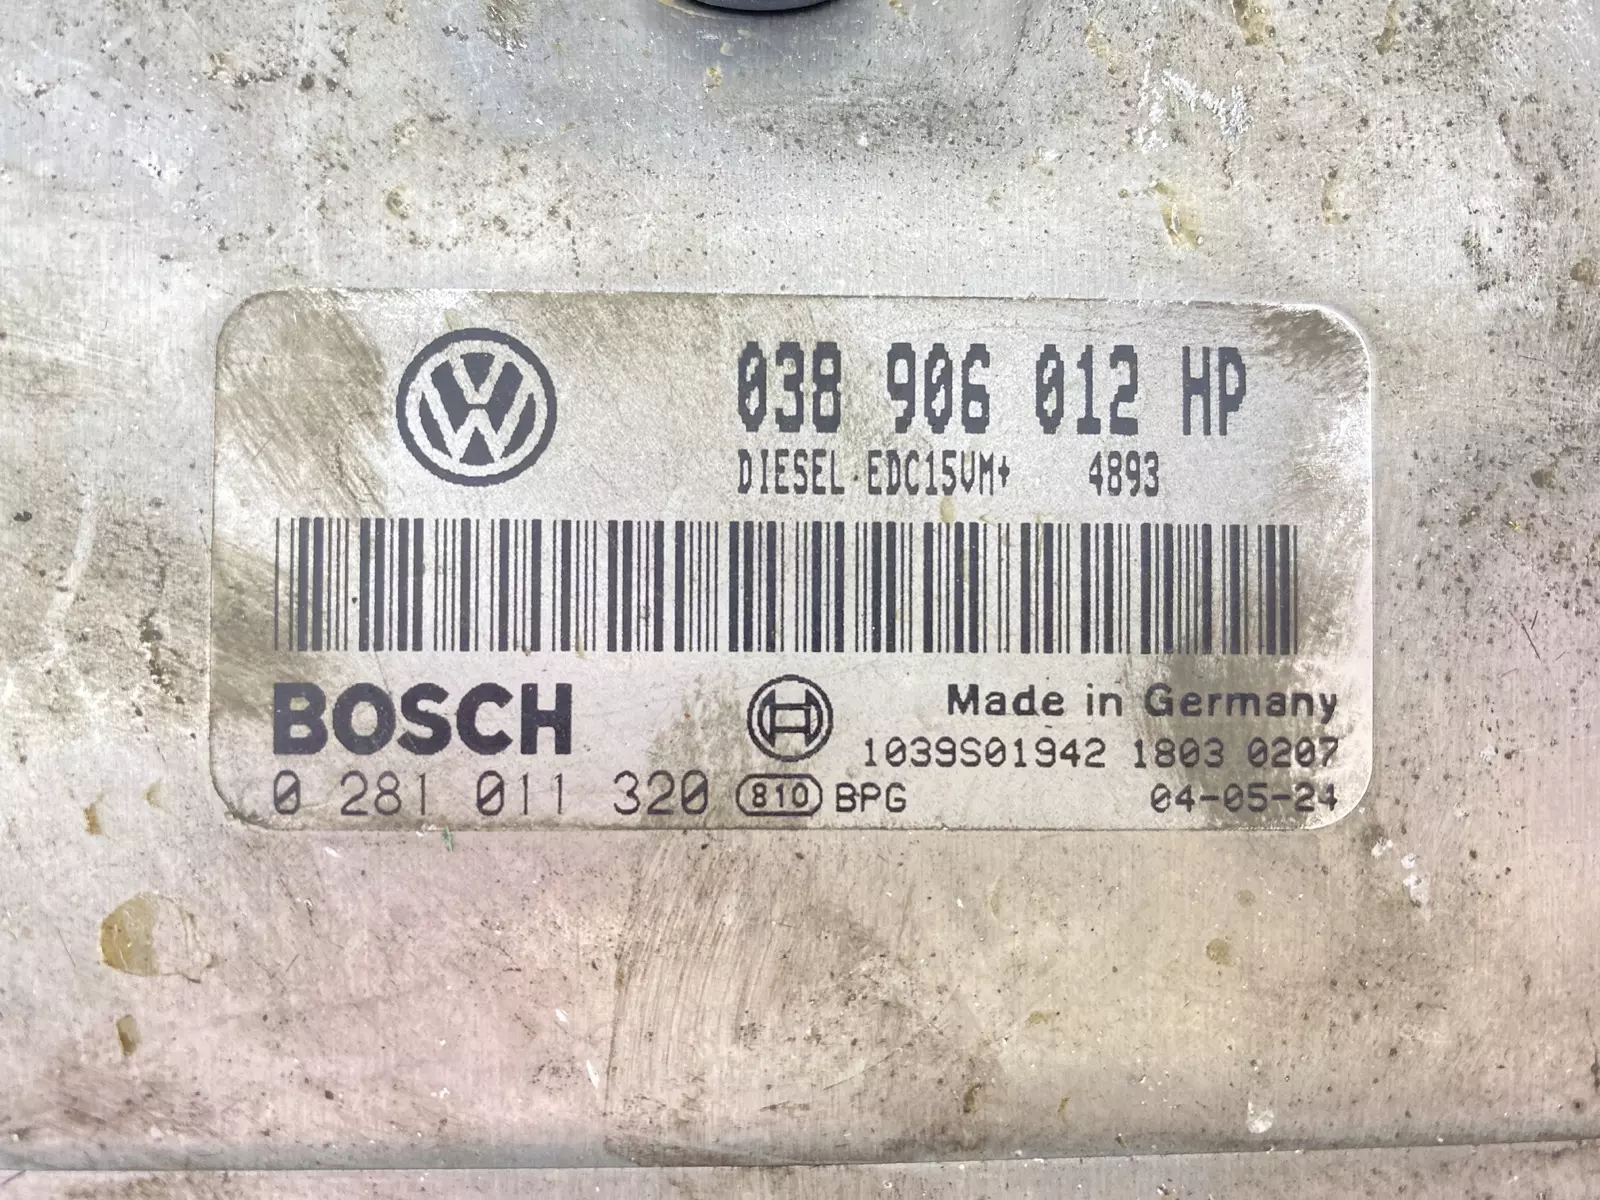 038 906 012 HP
DIESEL EDC15VM+ 4893
BOSCH
Made in Germany
1039S01942 1803 0207
0 281 011 320 810 BPG 04-05-24